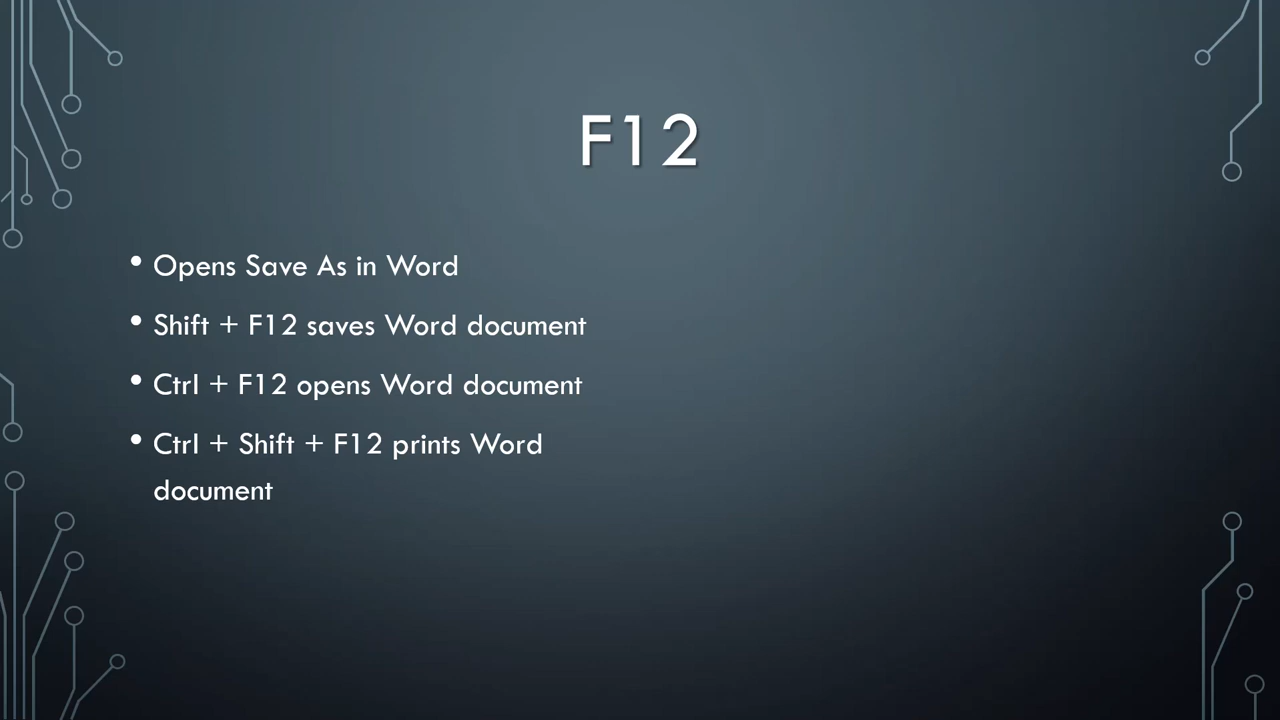 F12
• Opens Save As in Word
• Shift + F12 saves Word document
• Ctrl + F12 opens Word document
• Ctrl + Shift + F12 prints Word
document